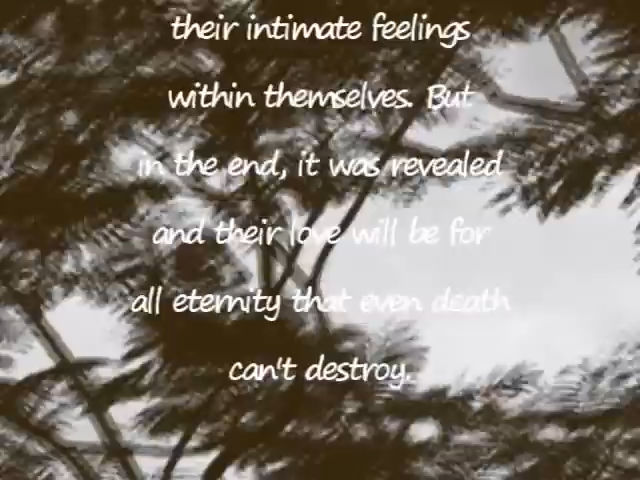 their intimate feelings
within themselves. But
in the end, it was revealed
and their love will be for
all eternity that even death
can't destroy.